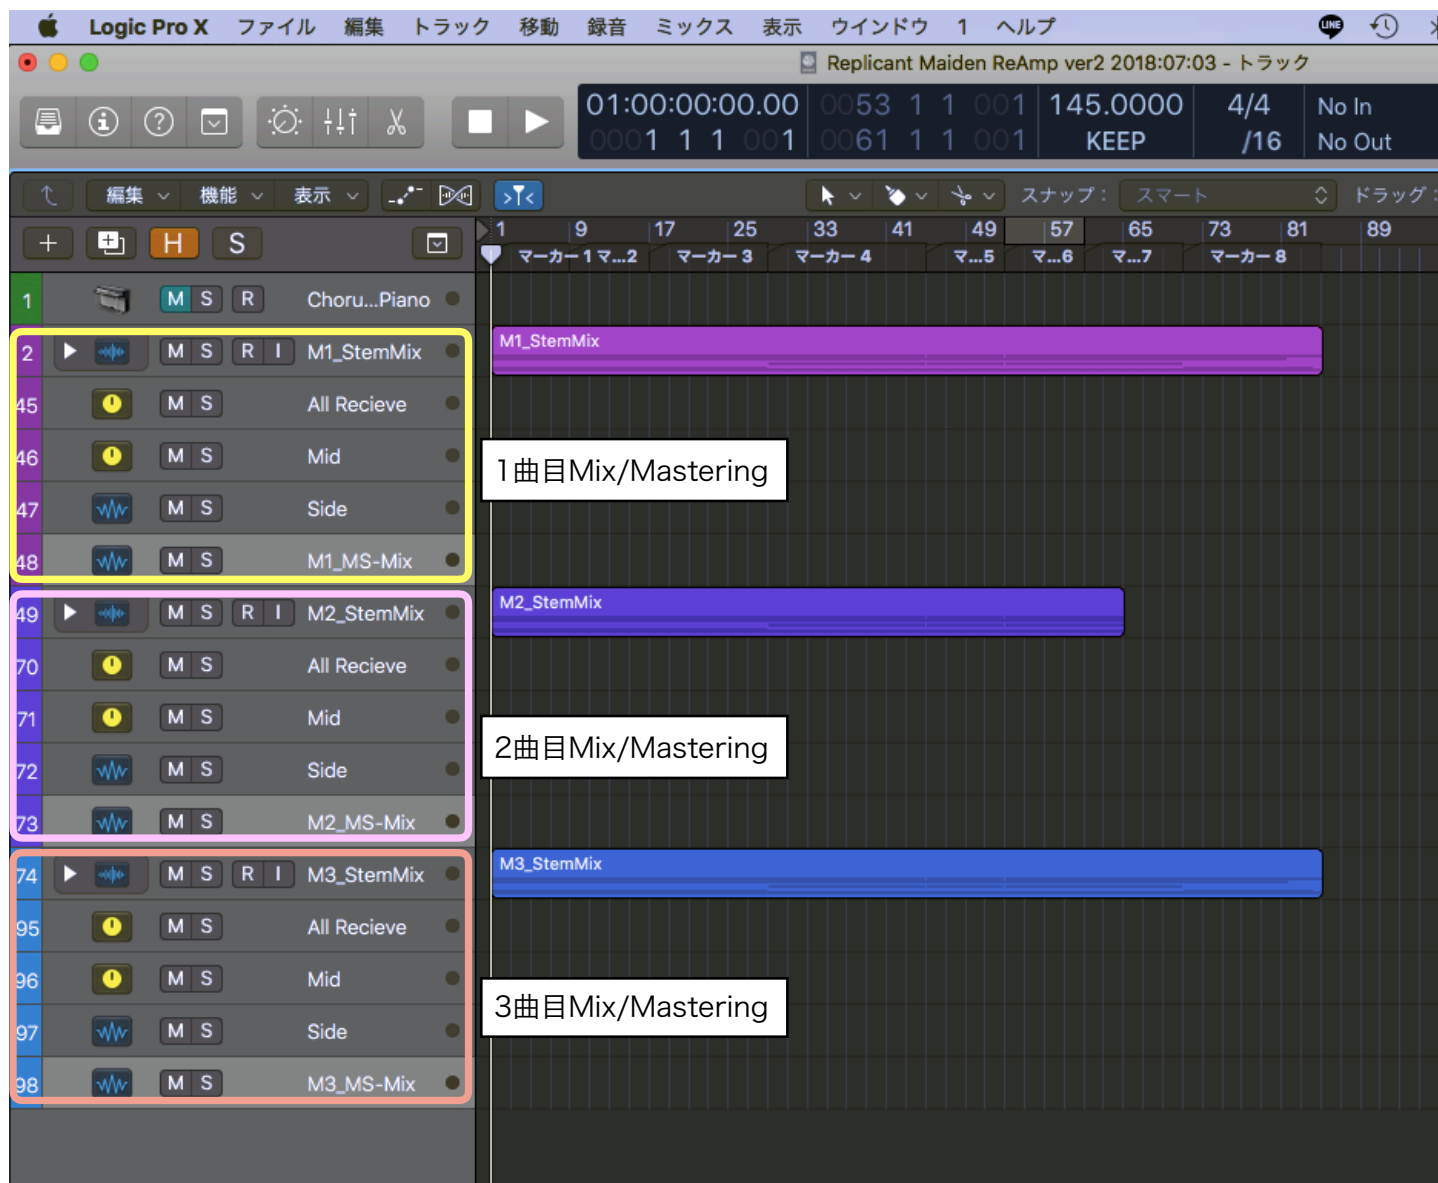 Logic Pro X ファイル 編集 トラック 移動 録音 ミックス 表示 ウインドウ 1 ヘルプ LINE
Replicant Maiden ReAmp ver2 2018:07:03 - トラック
01:00:00:00.00 0053 1 1 001 145.0000 4/4 No In
0001 1 1 001 0061 1 1 001 KEEP /16 No Out
編集 機能 表示 スナップ： スマート ドラッグ：
+ H S 1 9 17 25 33 41 49 57 65 73 81 89
マーカー 1 マ...2 マーカー 3 マーカー 4 マ...5 マ...6 マ...7 マーカー 8
1 M S R Choru...Piano
2 M S R I M1_StemMix M1_StemMix
45 M S All Recieve
46 M S Mid
1曲目Mix/Mastering
47 M S Side
48 M S M1_MS-Mix
49 M S R I M2_StemMix M2_StemMix
70 M S All Recieve
71 M S Mid
2曲目Mix/Mastering
72 M S Side
73 M S M2_MS-Mix
74 M S R I M3_StemMix M3_StemMix
95 M S All Recieve
96 M S Mid
3曲目Mix/Mastering
97 M S Side
98 M S M3_MS-Mix